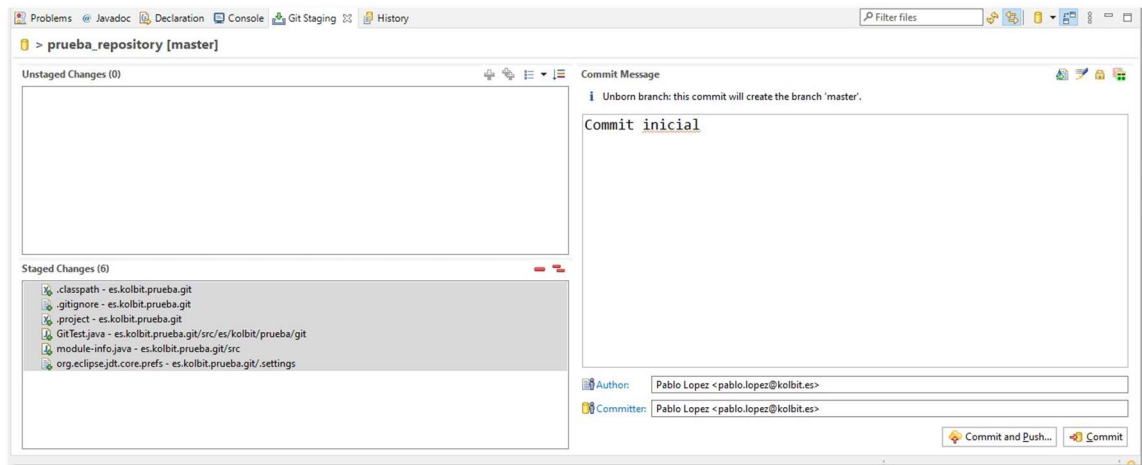 Problems @ Javadoc Declaration Console Git Staging History Filter files
> prueba_repository [master]
Unstaged Changes (0)
Staged Changes (6)
.classpath - es.kolbit.prueba.git
.gitignore - es.kolbit.prueba.git
.project - es.kolbit.prueba.git
GitTest.java - es.kolbit.prueba.git/src/es/kolbit/prueba/git
module-info.java - es.kolbit.prueba.git/src
org.eclipse.jdt.core.prefs - es.kolbit.prueba.git/.settings
Commit Message
Unborn branch: this commit will create the branch 'master'.
Commit inicial
Author: Pablo Lopez <pablo.lopez@kolbit.es>
Committer: Pablo Lopez <pablo.lopez@kolbit.es>
Commit and Push... Commit